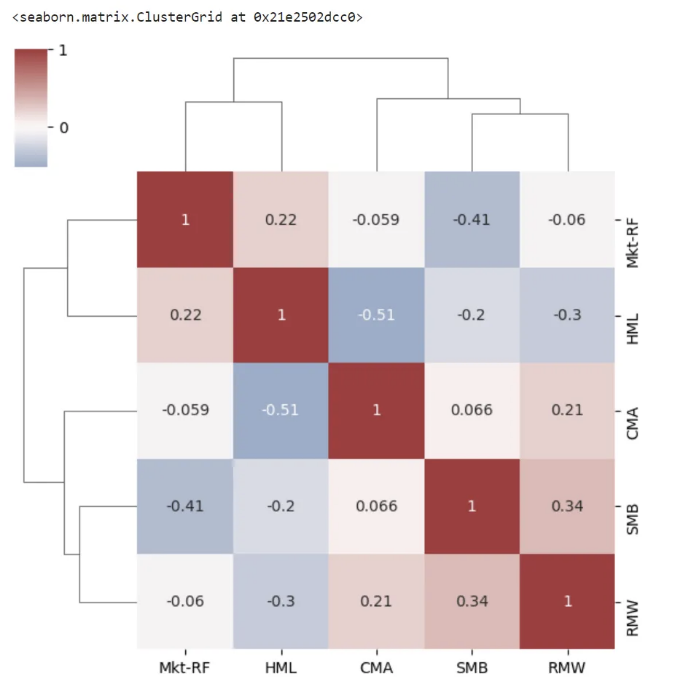 <seaborn.matrix.ClusterGrid at 0x21e2502dcc0>
1
0
1 0.22 -0.059 -0.41 -0.06 Mkt-RF
0.22 1 -0.51 -0.2 -0.3 HML
-0.059 -0.51 1 0.066 0.21 CMA
-0.41 -0.2 0.066 1 0.34 SMB
-0.06 -0.3 0.21 0.34 1 RMW
Mkt-RF HML CMA SMB RMW